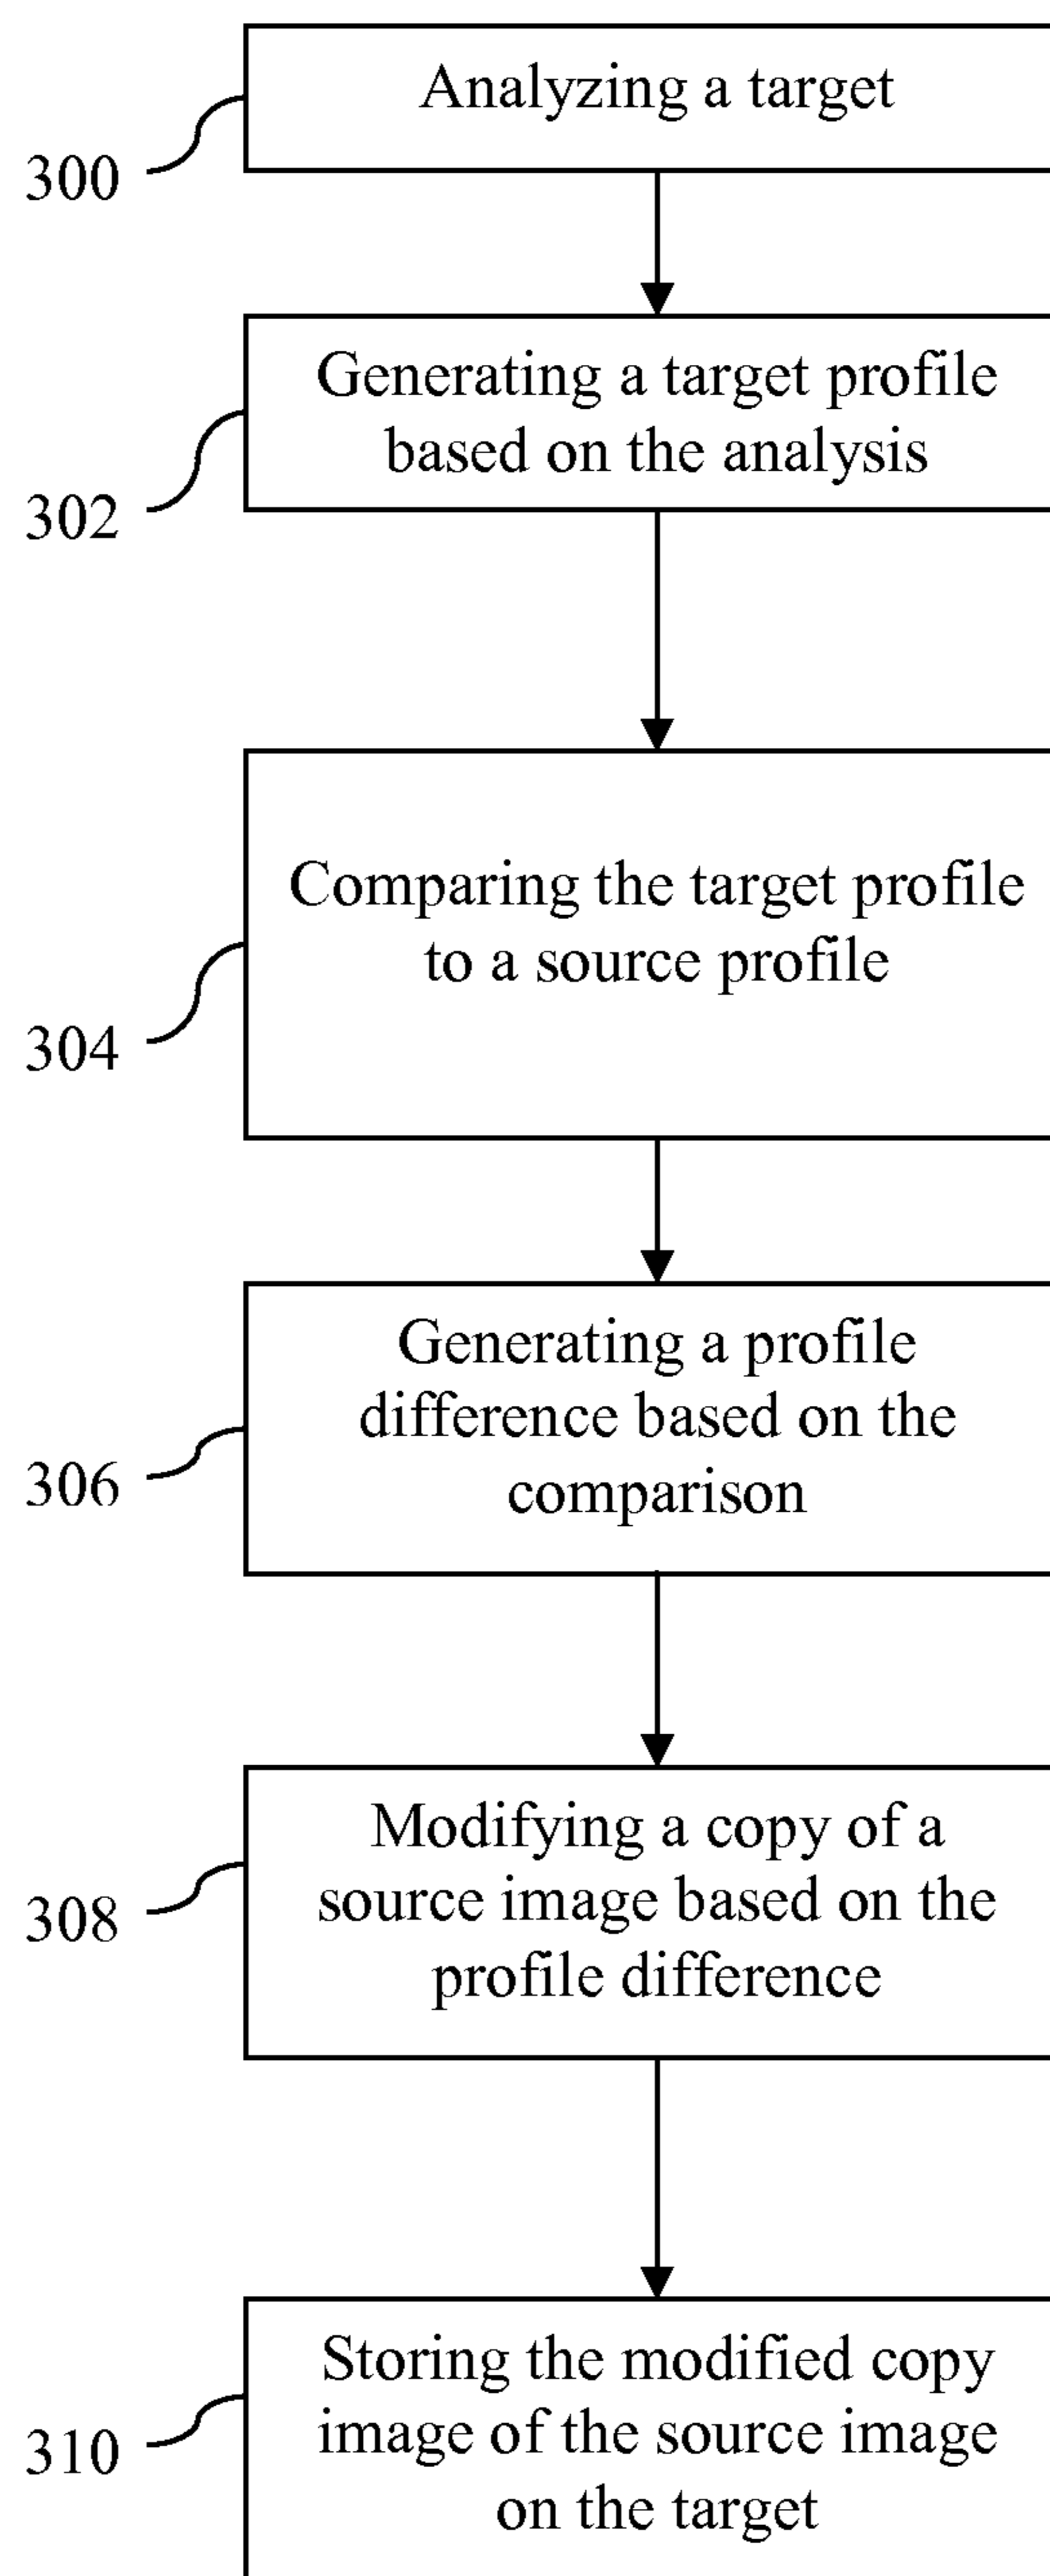 Analyzing a target
300
Generating a target profile
based on the analysis
302
Comparing the target profile
to a source profile
304
Generating a profile
difference based on the
comparison
306
Modifying a copy of a
source image based on the
profile difference
308
Storing the modified copy
image of the source image
on the target
310